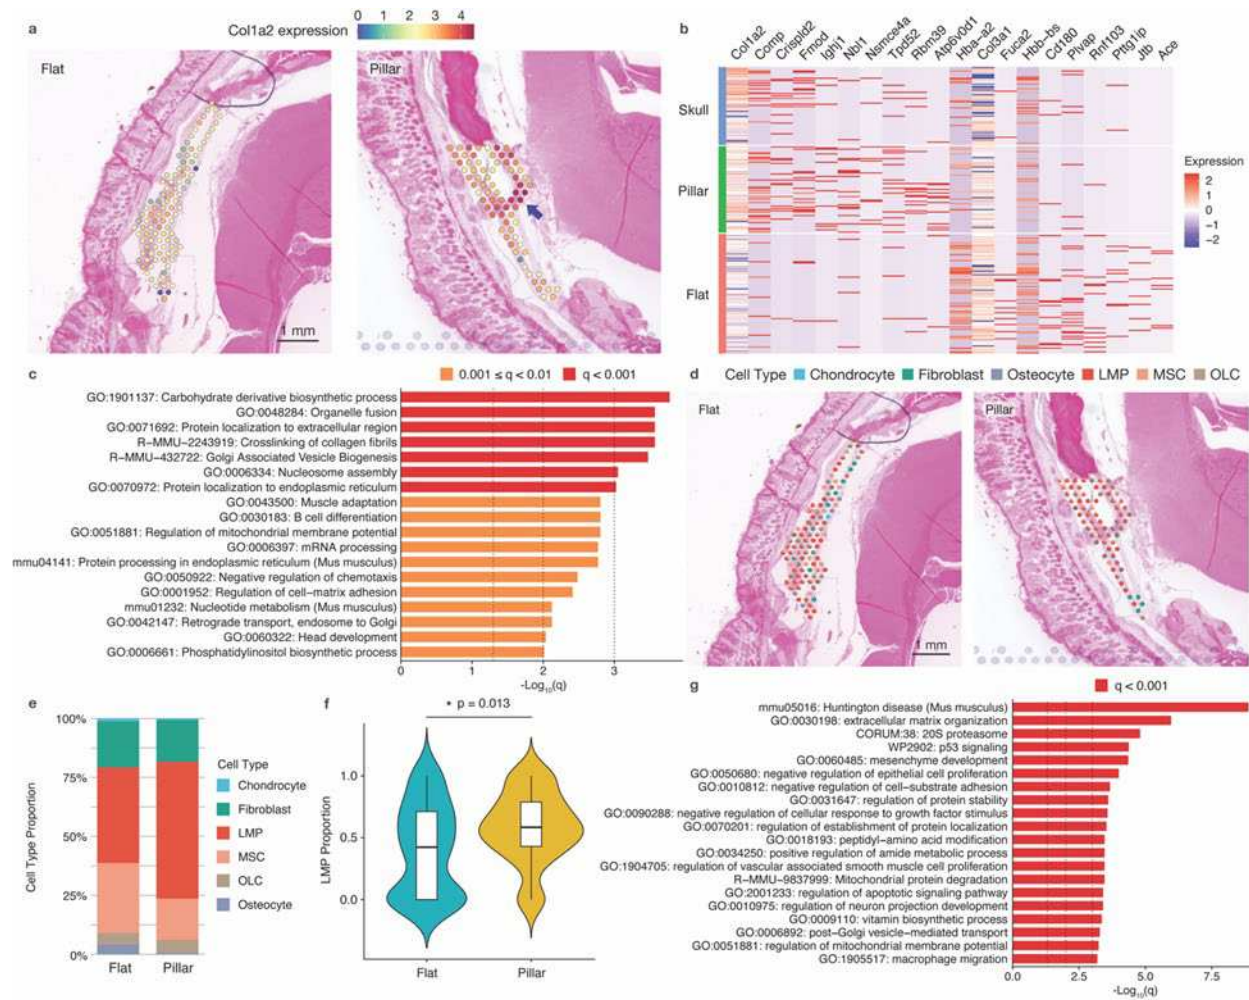 a
Col1a2 expression
0 1 2 3 4
Flat
1 mm
Pillar
b
Col1a2 Comp Crispld2 Fmod Ighj1 Nbl1 Nsmce4a Tpd52 Rbm39 Atp6v0d1 Hba-a2 Col3a1 Fuca2 Hbb-bs Cd180 Plvap Rnf103 Pttg1ip Jtb Ace
Skull
Pillar
Flat
Expression
2
1
0
-1
-2
c
0.001 ≤ q < 0.01 q < 0.001
GO:1901137: Carbohydrate derivative biosynthetic process
GO:0048284: Organelle fusion
GO:0071692: Protein localization to extracellular region
R-MMU-2243919: Crosslinking of collagen fibrils
R-MMU-432722: Golgi Associated Vesicle Biogenesis
GO:0006334: Nucleosome assembly
GO:0070972: Protein localization to endoplasmic reticulum
GO:0043500: Muscle adaptation
GO:0030183: B cell differentiation
GO:0051881: Regulation of mitochondrial membrane potential
GO:0006397: mRNA processing
mmu04141: Protein processing in endoplasmic reticulum (Mus musculus)
GO:0050922: Negative regulation of chemotaxis
GO:0001952: Regulation of cell-matrix adhesion
mmu01232: Nucleotide metabolism (Mus musculus)
GO:0042147: Retrograde transport, endosome to Golgi
GO:0060322: Head development
GO:0006661: Phosphatidylinositol biosynthetic process
0 1 2 3
-Log10(q)
d
Cell Type Chondrocyte Fibroblast Osteocyte LMP MSC OLC
Flat
1 mm
Pillar
e
Cell Type Proportion
100%
75%
50%
25%
0%
Flat Pillar
Cell Type
Chondrocyte
Fibroblast
LMP
MSC
OLC
Osteocyte
f
* p = 0.013
LMP Proportion
1.0
0.5
0.0
Flat Pillar
g
q < 0.001
mmu05016: Huntington disease (Mus musculus)
GO:0030198: extracellular matrix organization
CORUM:38: 20S proteasome
WP2902: p53 signaling
GO:0060485: mesenchyme development
GO:0050680: negative regulation of epithelial cell proliferation
GO:0010812: negative regulation of cell-substrate adhesion
GO:0031647: regulation of protein stability
GO:0090288: negative regulation of cellular response to growth factor stimulus
GO:0070201: regulation of establishment of protein localization
GO:0018193: peptidyl-amino acid modification
GO:0034250: positive regulation of amide metabolic process
GO:1904705: regulation of vascular associated smooth muscle cell proliferation
R-MMU-9837999: Mitochondrial protein degradation
GO:2001233: regulation of apoptotic signaling pathway
GO:0010975: regulation of neuron projection development
GO:0009110: vitamin biosynthetic process
GO:0006892: post-Golgi vesicle-mediated transport
GO:0051881: regulation of mitochondrial membrane potential
GO:1905517: macrophage migration
0.0 2.5 5.0 7.5
-Log10(q)